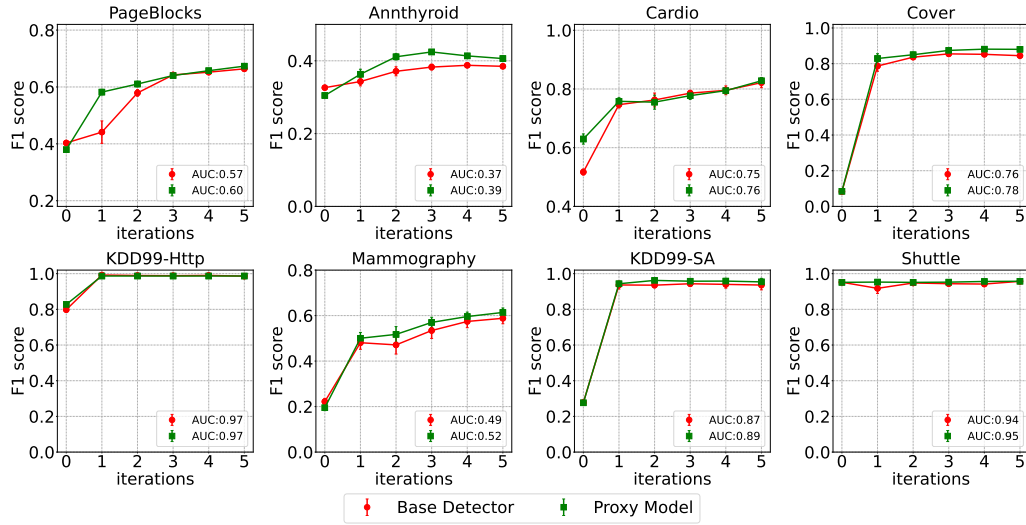 PageBlocks
F1 score
0.8
0.6
0.4
0.2
AUC:0.57
AUC:0.60
0 1 2 3 4 5
iterations
Annthyroid
F1 score
0.4
0.2
0.0
AUC:0.37
AUC:0.39
0 1 2 3 4 5
iterations
Cardio
F1 score
1.0
0.8
0.6
0.4
AUC:0.75
AUC:0.76
0 1 2 3 4 5
iterations
Cover
F1 score
1.0
0.8
0.6
0.4
0.2
0.0
AUC:0.76
AUC:0.78
0 1 2 3 4 5
iterations
KDD99-Http
F1 score
1.0
0.8
0.6
0.4
0.2
0.0
AUC:0.97
AUC:0.97
0 1 2 3 4 5
iterations
Mammography
F1 score
0.8
0.6
0.4
0.2
0.0
AUC:0.49
AUC:0.52
0 1 2 3 4 5
iterations
KDD99-SA
F1 score
1.0
0.8
0.6
0.4
0.2
0.0
AUC:0.87
AUC:0.89
0 1 2 3 4 5
iterations
Shuttle
F1 score
1.0
0.8
0.6
0.4
0.2
0.0
AUC:0.94
AUC:0.95
0 1 2 3 4 5
iterations
Base Detector Proxy Model